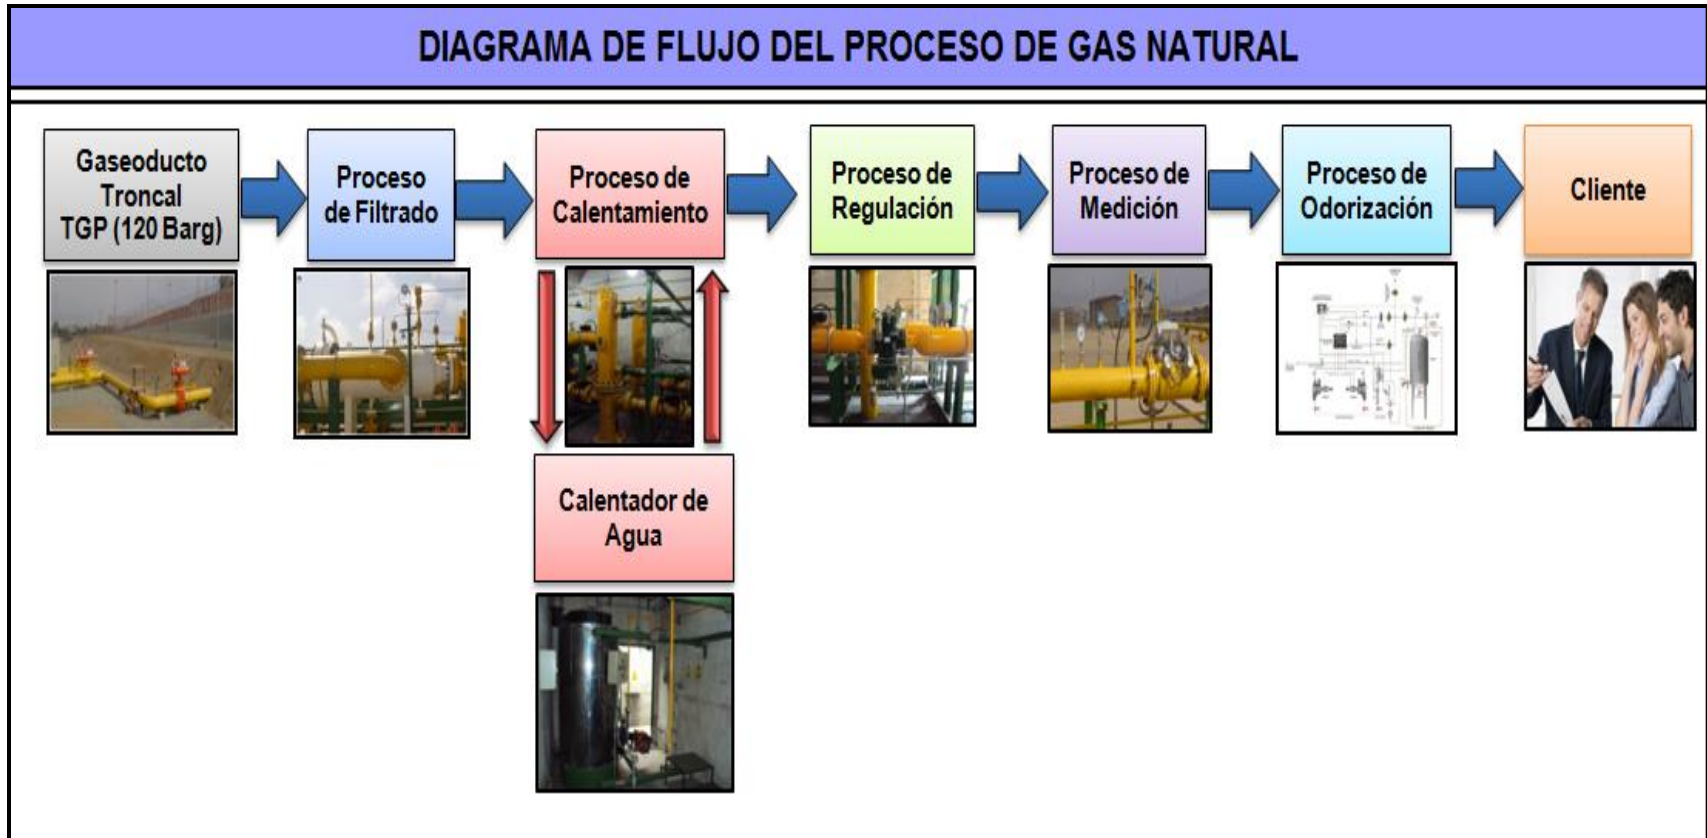 DIAGRAMA DE FLUJO DEL PROCESO DE GAS NATURAL
Gaseoducto
Troncal
TGP (120 Barg)
Proceso
de Filtrado
Proceso de
Calentamiento
Proceso de
Regulación
Proceso de
Medición
Proceso de
Odorización
Cliente
Calentador de
Agua